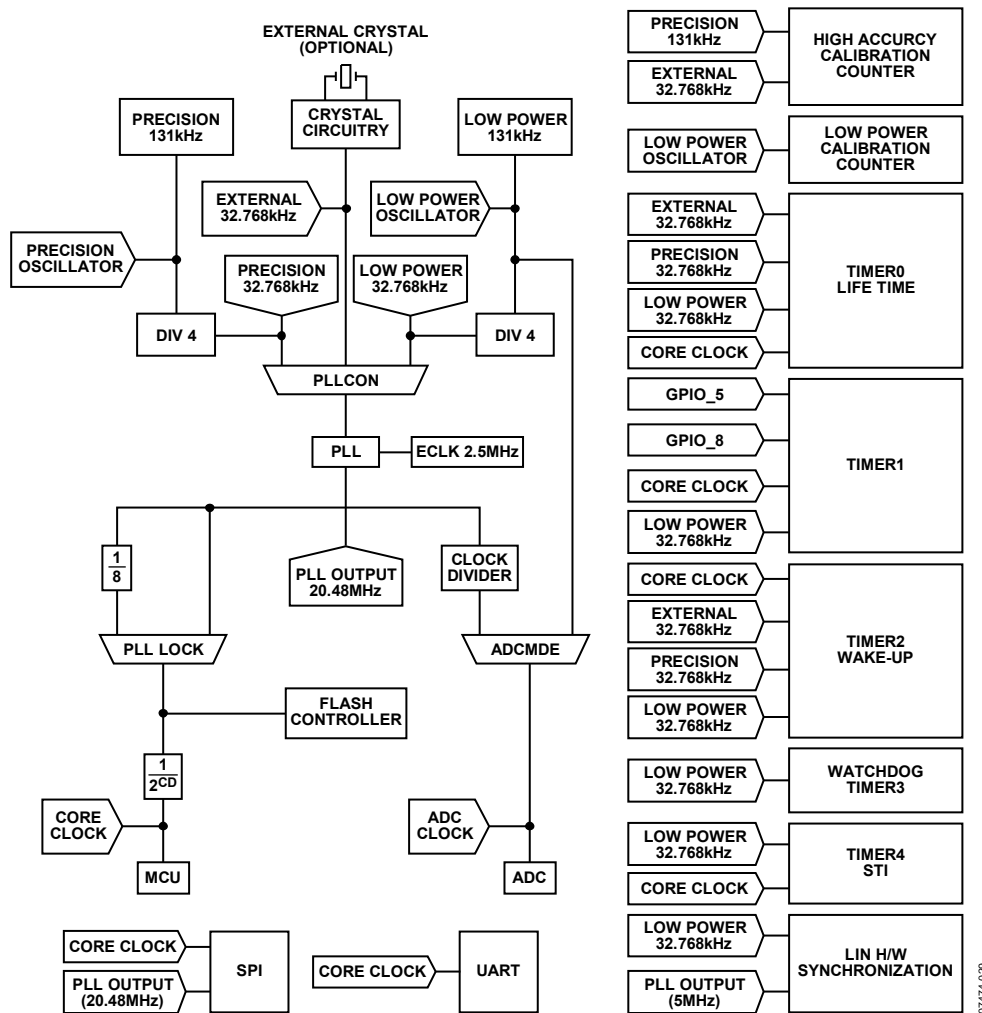 EXTERNAL CRYSTAL
(OPTIONAL)
CRYSTAL
CIRCUITRY
PRECISION
131kHz
LOW POWER
131kHz
EXTERNAL
32.768kHz
LOW POWER
OSCILLATOR
PRECISION
OSCILLATOR
PRECISION
32.768kHz
LOW POWER
32.768kHz
DIV 4
DIV 4
PLLCON
PLL
ECLK 2.5MHz
1
8
PLL OUTPUT
20.48MHz
CLOCK
DIVIDER
PLL LOCK
ADCMDE
FLASH
CONTROLLER
1
2CD
CORE
CLOCK
ADC
CLOCK
MCU
ADC
CORE CLOCK
PLL OUTPUT
(20.48MHz)
SPI
CORE CLOCK
UART
PRECISION
131kHz
EXTERNAL
32.768kHz
HIGH ACCURCY
CALIBRATION
COUNTER
LOW POWER
OSCILLATOR
LOW POWER
CALIBRATION
COUNTER
EXTERNAL
32.768kHz
PRECISION
32.768kHz
LOW POWER
32.768kHz
CORE CLOCK
TIMER0
LIFE TIME
GPIO_5
GPIO_8
CORE CLOCK
LOW POWER
32.768kHz
TIMER1
CORE CLOCK
EXTERNAL
32.768kHz
PRECISION
32.768kHz
LOW POWER
32.768kHz
TIMER2
WAKE-UP
LOW POWER
32.768kHz
WATCHDOG
TIMER3
LOW POWER
32.768kHz
CORE CLOCK
TIMER4
STI
LOW POWER
32.768kHz
PLL OUTPUT
(5MHz)
LIN H/W
SYNCHRONIZATION
07474-029